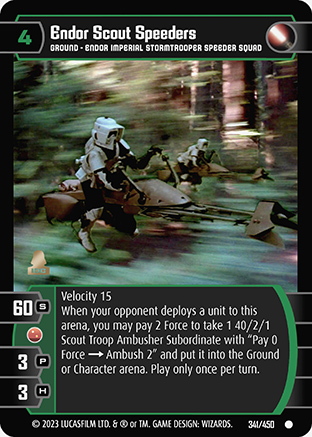 4
Endor Scout Speeders
GROUND - ENDOR IMPERIAL STORMTROOPER SPEEDER SQUAD
60 S
3 P
3 H
Velocity 15
When your opponent deploys a unit to this
arena, you may pay 2 Force to take 1 40/2/1
Scout Troop Ambusher Subordinate with “Pay 0
Force → Ambush 2” and put it into the Ground
or Character arena. Play only once per turn.
© 2023 LUCASFILM LTD. & ® or TM. GAME DESIGN: WIZARDS.
341/450